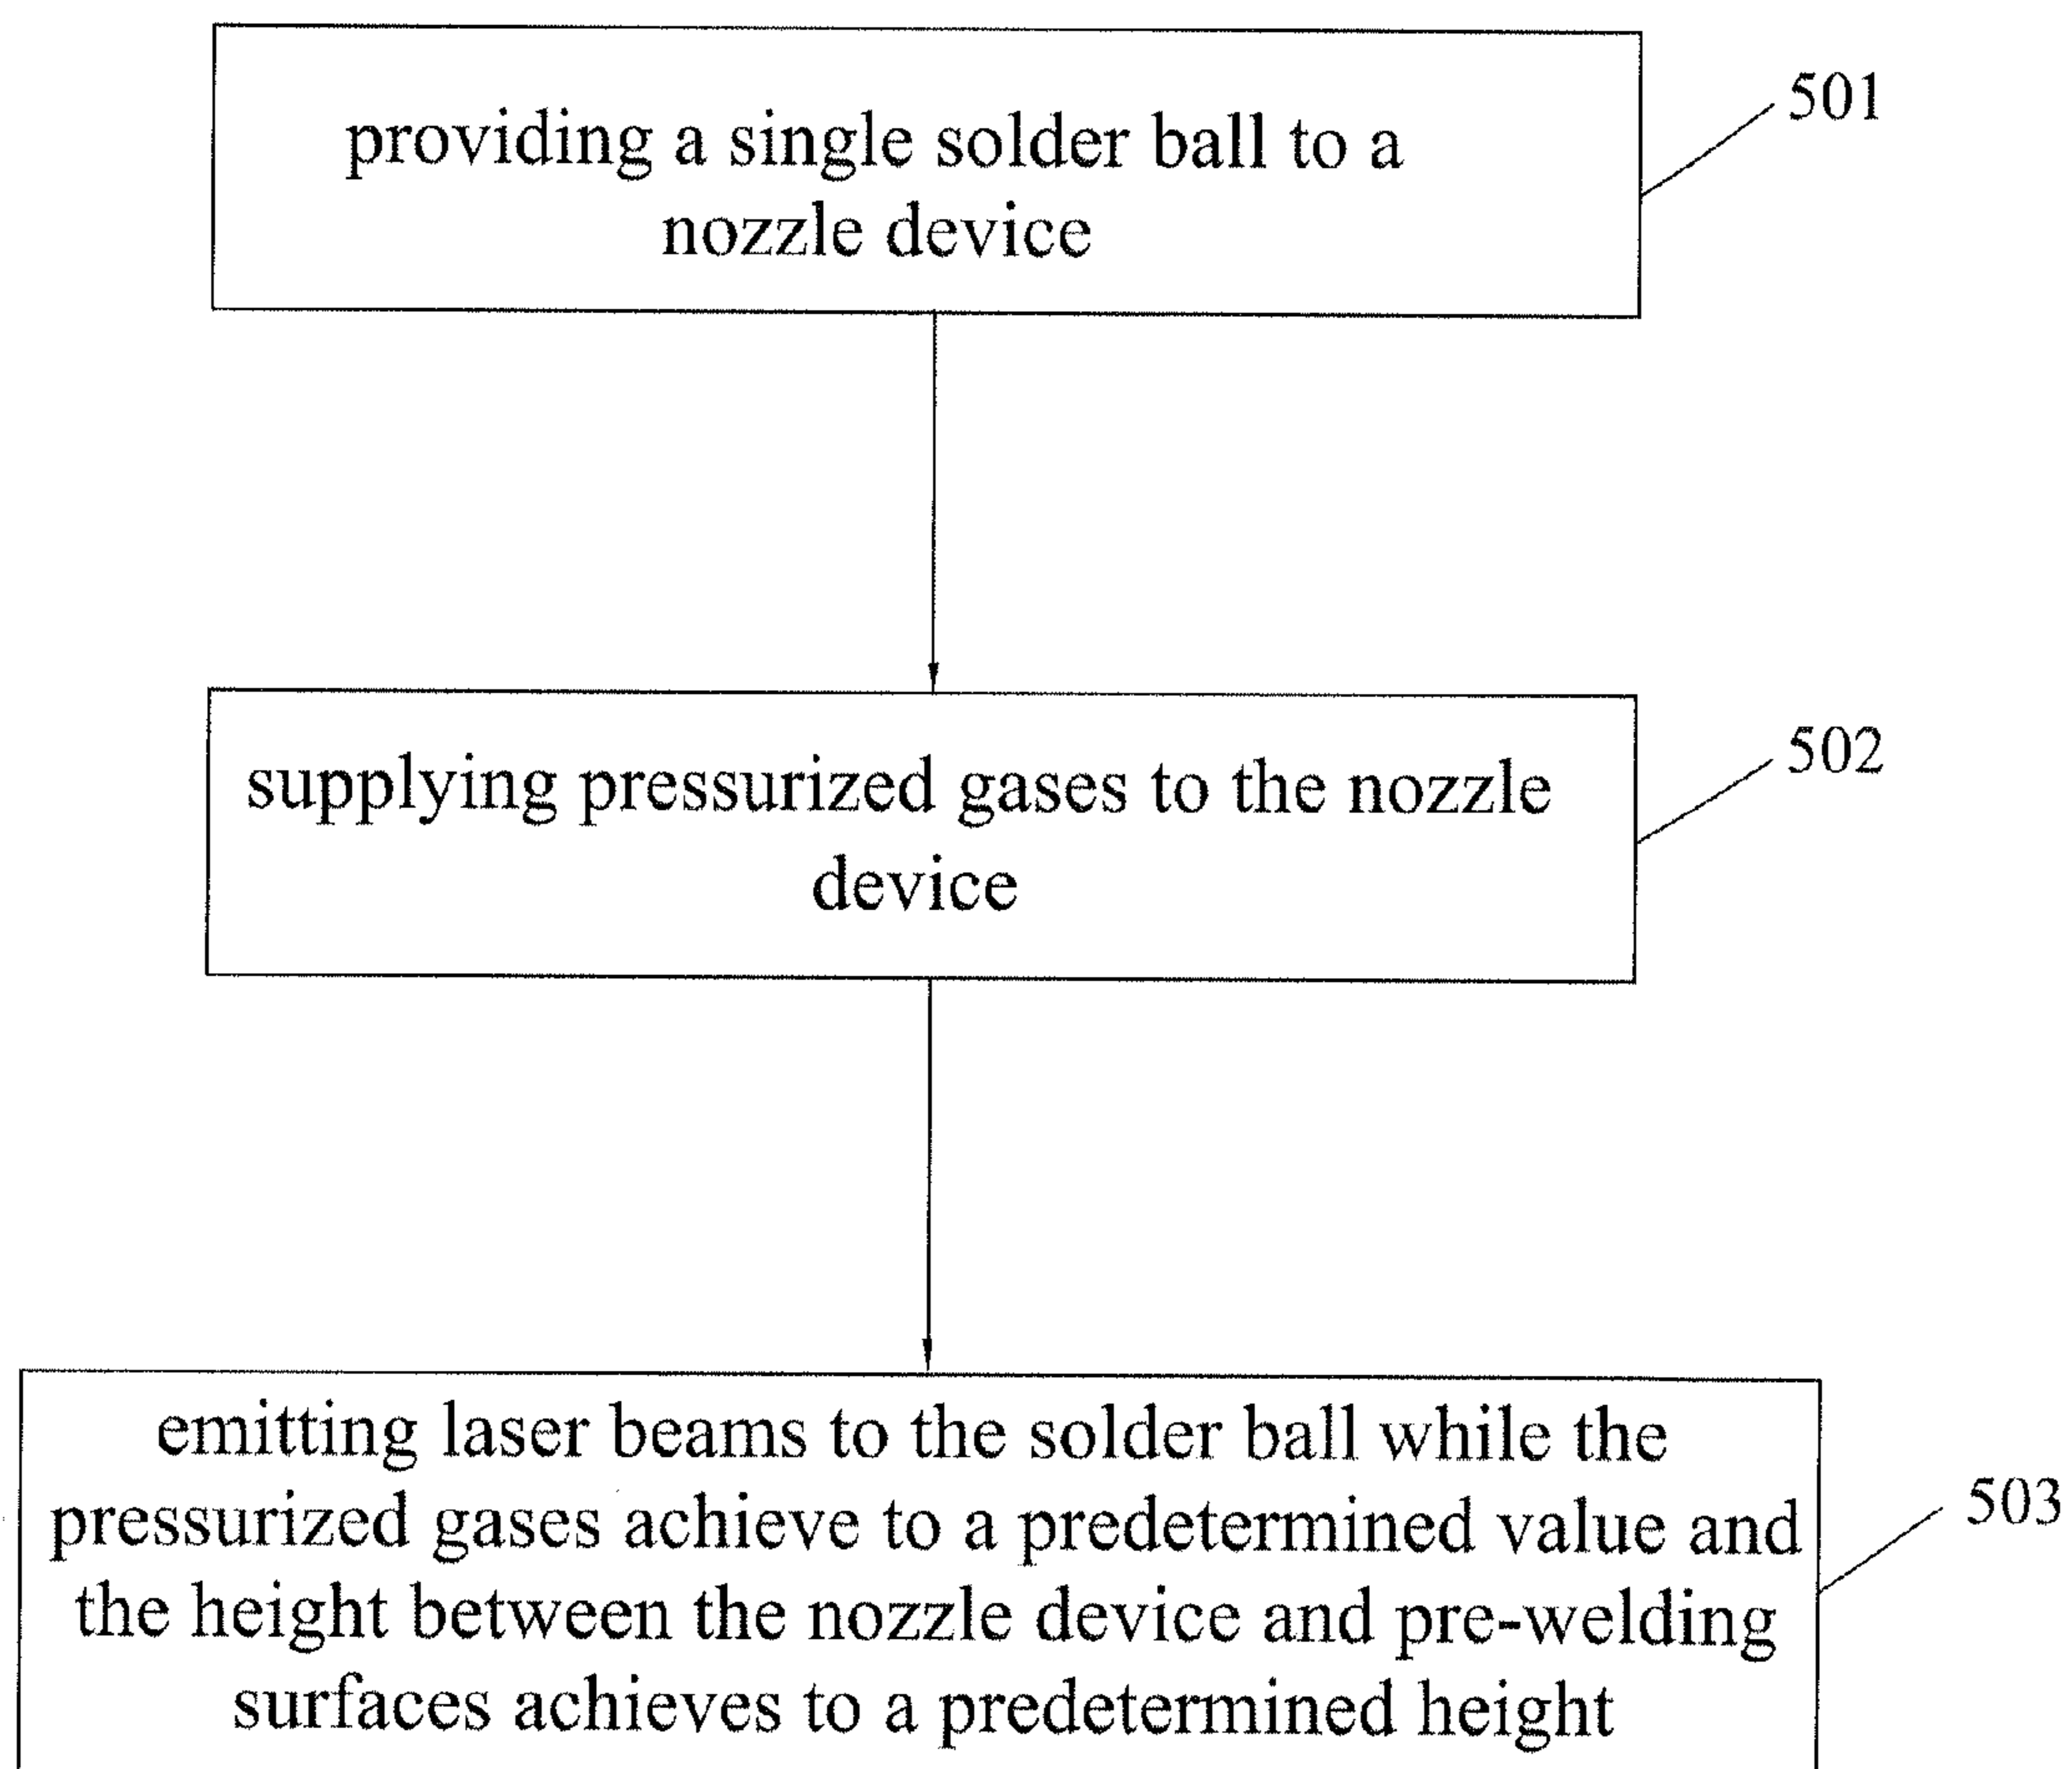 providing a single solder ball to a
nozzle device
501
supplying pressurized gases to the nozzle
device
502
emitting laser beams to the solder ball while the
pressurized gases achieve to a predetermined value and
the height between the nozzle device and pre-welding
surfaces achieves to a predetermined height
503